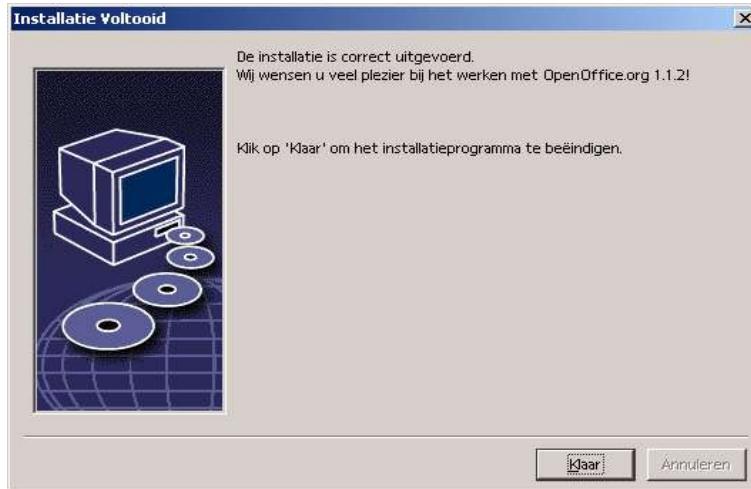 Installatie Voltooid
De installatie is correct uitgevoerd.
Wij wensen u veel plezier bij het werken met OpenOffice.org 1.1.2!
Klik op 'Klaar' om het installatieprogramma te beëindigen.
Klaar
Annuleren